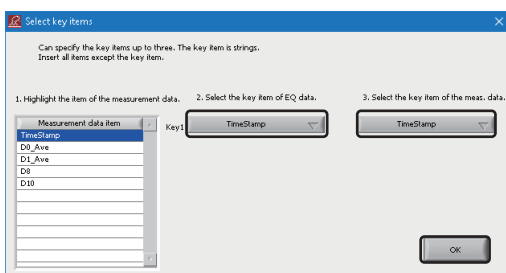 Select key items
Can specify the key items up to three. The key item is strings.
Insert all items except the key item.
1. Highlight the item of the measurement data.
2. Select the key item of EQ data.
3. Select the key item of the meas. data.
Measurement data item
TimeStamp
D0_Ave
D1_Ave
D8
D10
Key1
TimeStamp
TimeStamp
OK